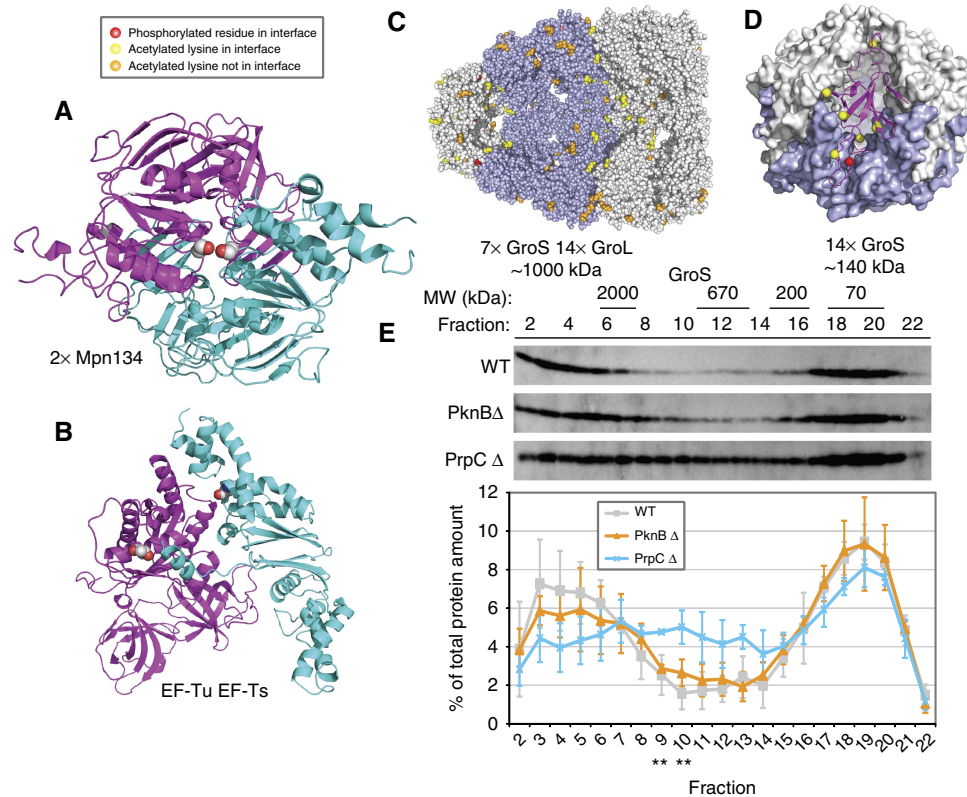 Phosphorylated residue in interface
Acetylated lysine in interface
Acetylated lysine not in interface
A
2× Mpn134
B
EF-Tu EF-Ts
C
7× GroS 14× GroL
~1000 kDa
D
14× GroS
~140 kDa
E
GroS
MW (kDa): 2000 670 200 70
Fraction: 2 4 6 8 10 12 14 16 18 20 22
WT
PknBΔ
PrpC Δ
% of total protein amount
12
10
8
6
4
2
0
WT
PknB Δ
PrpC Δ
2 3 4 5 6 7 8 9 10 11 12 13 14 15 16 17 18 19 20 21 22
** **
Fraction